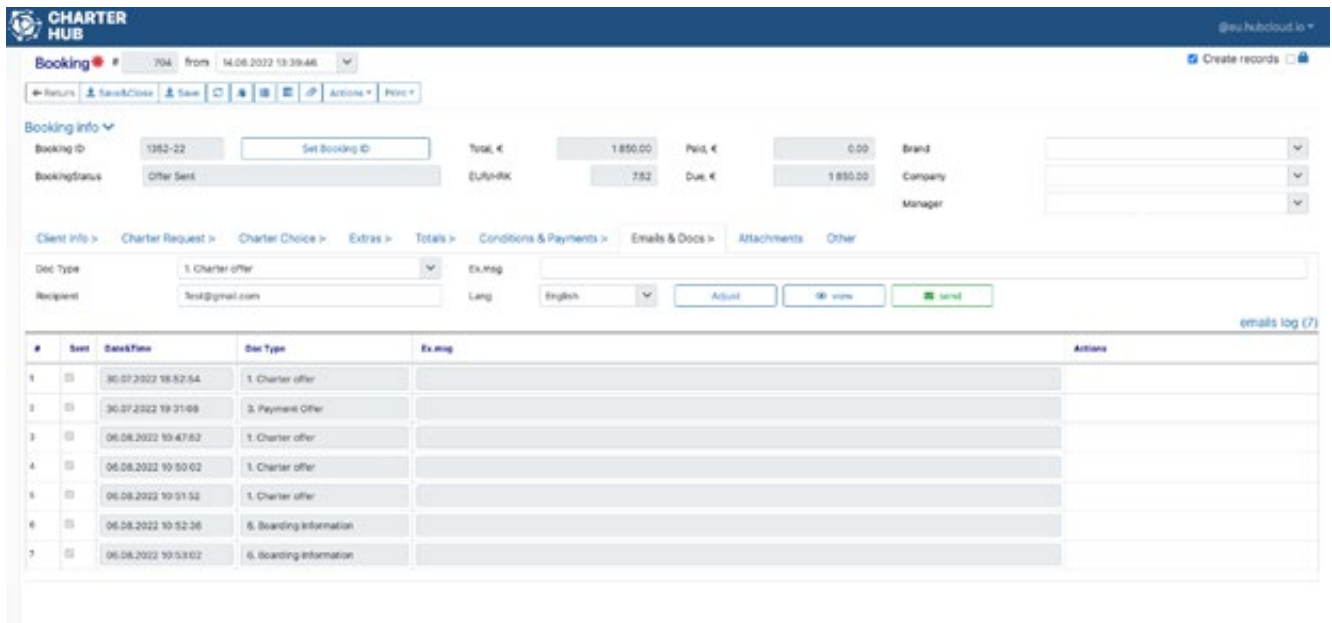 CHARTER
HUB
@eu.hubcloud.io
Booking # 704 from 14.06.2022 13:39:46 Create records
Return Save&Close Save Actions Print
Booking info
Booking ID 1352-22 Set Booking ID Total, € 1 850.00 Paid, € 0.00 Brand
BookingStatus Offer Sent EUR/HRK 7.52 Due, € 1 850.00 Company
Manager
Client Info > Charter Request > Charter Choice > Extras > Totals > Conditions & Payments > Emails & Docs > Attachments Other
Doc Type 1. Charter offer Ex.msg
Recipient Test@gmail.com Lang English Adjust view send
emails log (7)
# Sent Date&Time Doc Type Ex.msg Actions
1 30.07.2022 18:52:54 1. Charter offer
2 30.07.2022 19:31:08 3. Payment Offer
3 06.08.2022 10:47:52 1. Charter offer
4 06.08.2022 10:50:02 1. Charter offer
5 06.08.2022 10:51:52 1. Charter offer
6 06.08.2022 10:52:36 6. Boarding Information
7 06.08.2022 10:53:02 6. Boarding Information